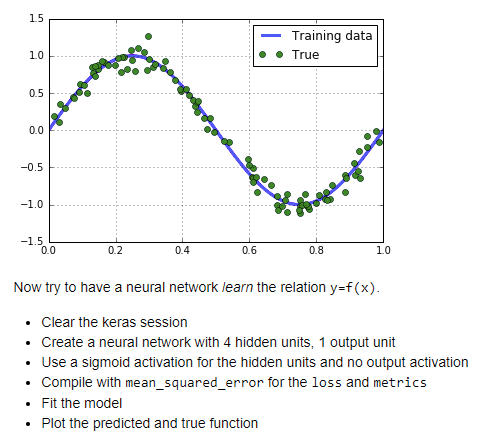 1.5
1.0
0.5
0.0
−0.5
−1.0
−1.5
Training data
True
0.0 0.2 0.4 0.6 0.8 1.0
Now try to have a neural network learn the relation y=f(x).
• Clear the keras session
• Create a neural network with 4 hidden units, 1 output unit
• Use a sigmoid activation for the hidden units and no output activation
• Compile with mean_squared_error for the loss and metrics
• Fit the model
• Plot the predicted and true function